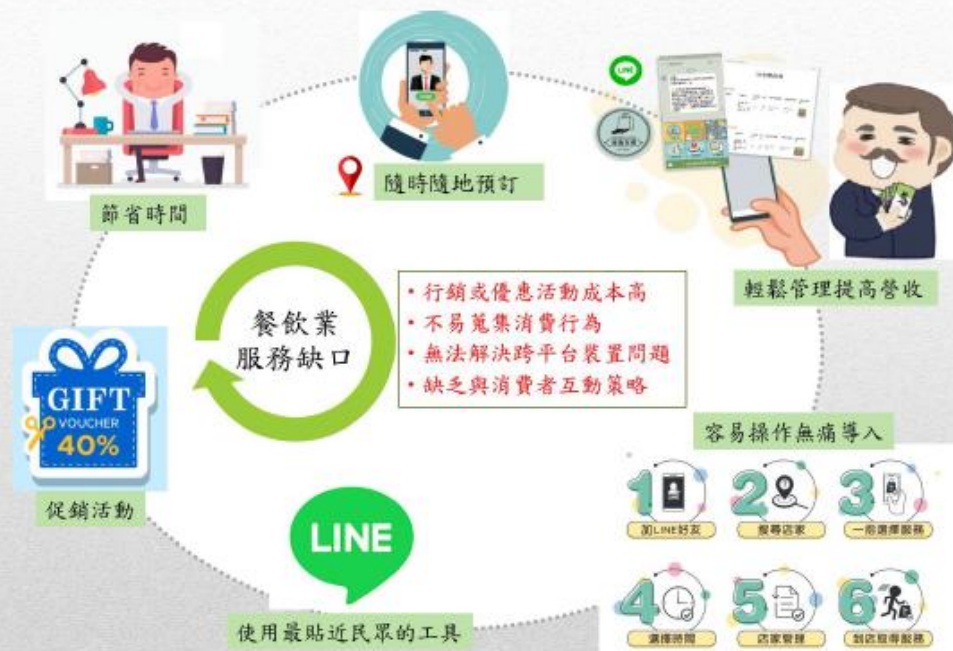 節省時間
隨時隨地預訂
LINE
輕鬆管理提高營收
餐飲業
服務缺口
• 行銷或優惠活動成本高
• 不易蒐集消費行為
• 無法解決跨平台裝置問題
• 缺乏與消費者互動策略
GIFT
VOUCHER
40%
促銷活動
LINE
使用最貼近民眾的工具
容易操作無痛導入
1
加LINE好友
2
搜尋店家
3
一指選擇服務
4
選擇時間
5
店家管理
6
到店取得服務